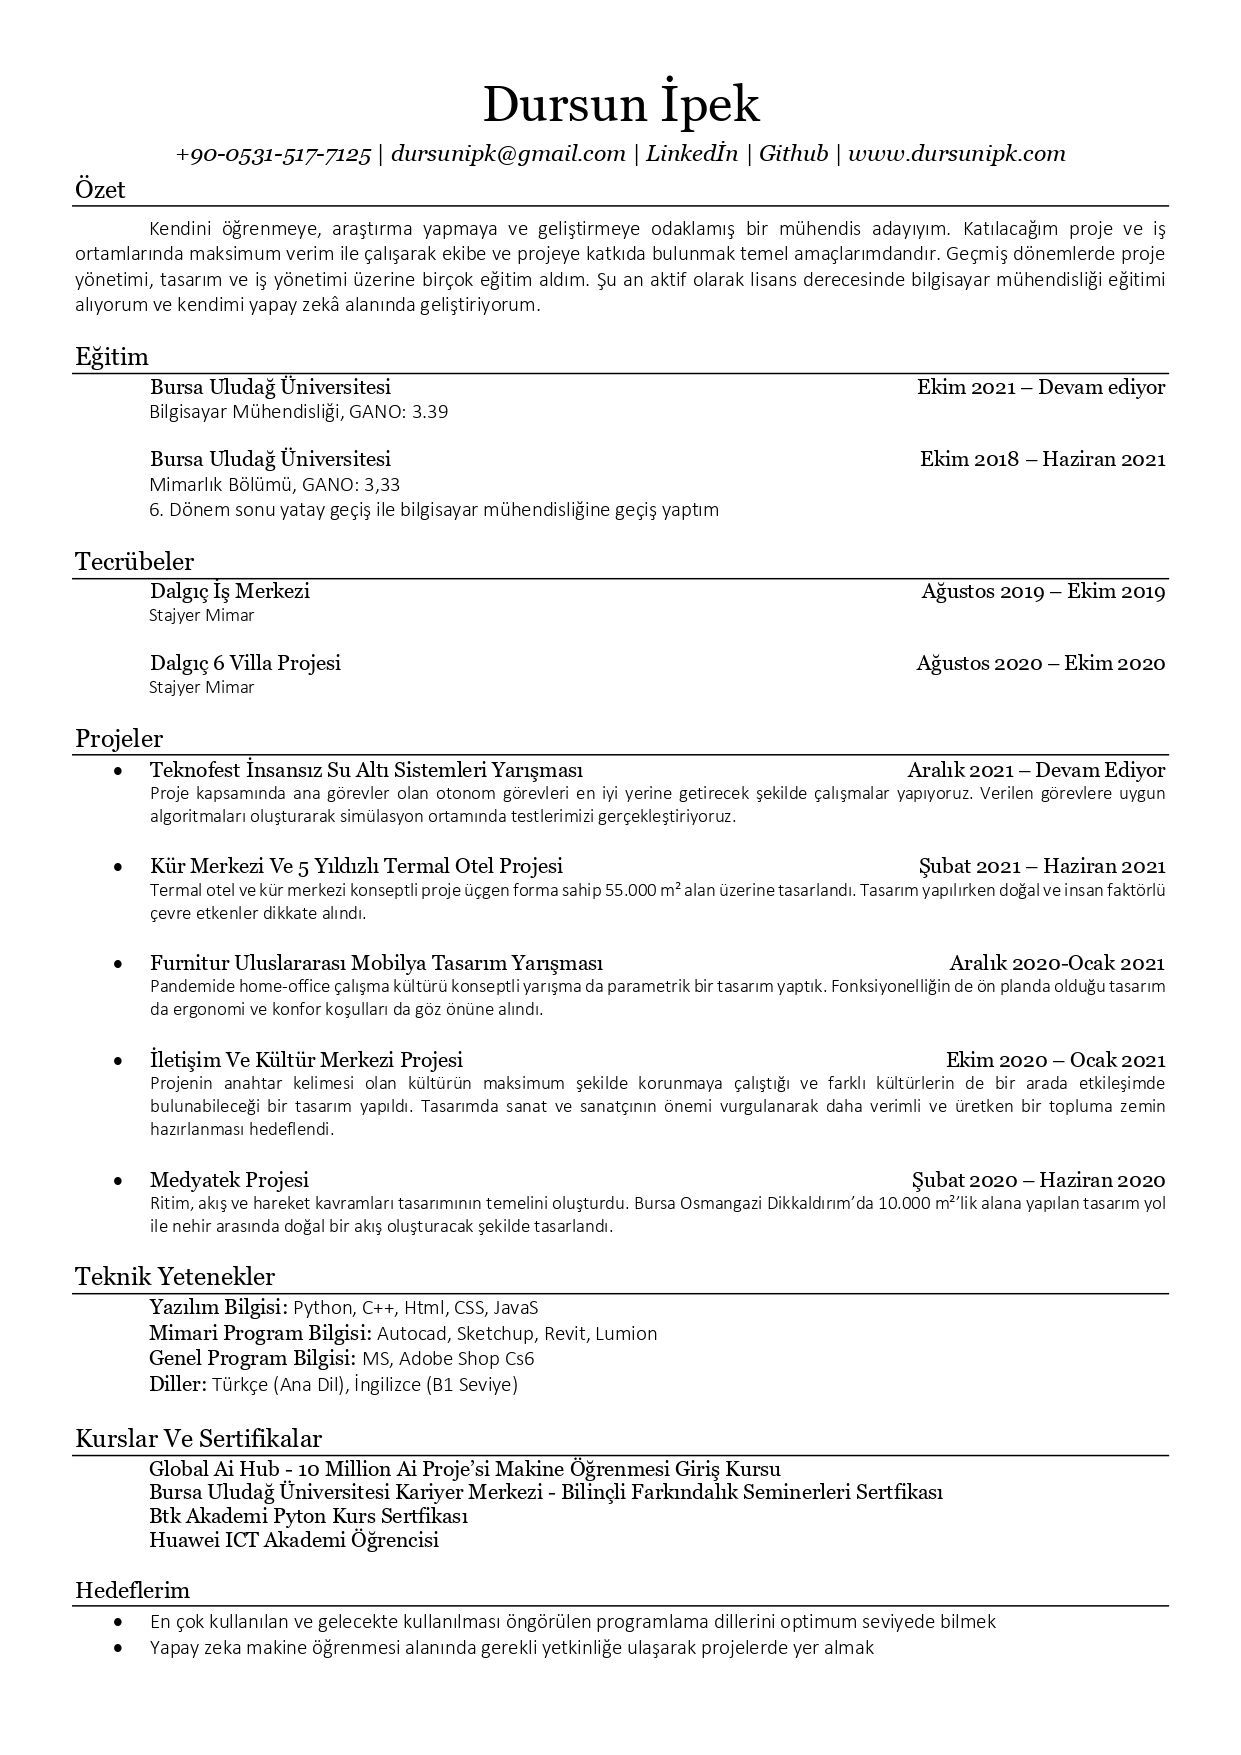 Dursun İpek
+90-0531-517-7125 | dursunipk@gmail.com | Linkedİn | Github | www.dursunipk.com
Özet
Kendini öğrenmeye, araştırma yapmaya ve geliştirmeye odaklamış bir mühendis adayıyım. Katılacağım proje ve iş
ortamlarında maksimum verim ile çalışarak ekibe ve projeye katkıda bulunmak temel amaçlarımdandır. Geçmiş dönemlerde proje
yönetimi, tasarım ve iş yönetimi üzerine birçok eğitim aldım. Şu an aktif olarak lisans derecesinde bilgisayar mühendisliği eğitimi
alıyorum ve kendimi yapay zekâ alanında geliştiriyorum.
Eğitim
Bursa Uludağ Üniversitesi Ekim 2021 – Devam ediyor
Bilgisayar Mühendisliği, GANO: 3.39
Bursa Uludağ Üniversitesi Ekim 2018 – Haziran 2021
Mimarlık Bölümü, GANO: 3,33
6. Dönem sonu yatay geçiş ile bilgisayar mühendisliğine geçiş yaptım
Tecrübeler
Dalgıç İş Merkezi Ağustos 2019 – Ekim 2019
Stajyer Mimar
Dalgıç 6 Villa Projesi Ağustos 2020 – Ekim 2020
Stajyer Mimar
Projeler
• Teknofest İnsansız Su Altı Sistemleri Yarışması Aralık 2021 – Devam Ediyor
Proje kapsamında ana görevler olan otonom görevleri en iyi yerine getirecek şekilde çalışmalar yapıyoruz. Verilen görevlere uygun
algoritmaları oluşturarak simülasyon ortamında testlerimizi gerçekleştiriyoruz.
• Kür Merkezi Ve 5 Yıldızlı Termal Otel Projesi Şubat 2021 – Haziran 2021
Termal otel ve kür merkezi konseptli proje üçgen forma sahip 55.000 m² alan üzerine tasarlandı. Tasarım yapılırken doğal ve insan faktörlü
çevre etkenler dikkate alındı.
• Furnitur Uluslararası Mobilya Tasarım Yarışması Aralık 2020-Ocak 2021
Pandemide home-office çalışma kültürü konseptli yarışma da parametrik bir tasarım yaptık. Fonksiyonelliğin de ön planda olduğu tasarım
da ergonomi ve konfor koşulları da göz önüne alındı.
• İletişim Ve Kültür Merkezi Projesi Ekim 2020 – Ocak 2021
Projenin anahtar kelimesi olan kültürün maksimum şekilde korunmaya çalıştığı ve farklı kültürlerin de bir arada etkileşimde
bulunabileceği bir tasarım yapıldı. Tasarımda sanat ve sanatçının önemi vurgulanarak daha verimli ve üretken bir topluma zemin
hazırlanması hedeflendi.
• Medyatek Projesi Şubat 2020 – Haziran 2020
Ritim, akış ve hareket kavramları tasarımının temelini oluşturdu. Bursa Osmangazi Dikkaldırım’da 10.000 m²’lik alana yapılan tasarım yol
ile nehir arasında doğal bir akış oluşturacak şekilde tasarlandı.
Teknik Yetenekler
Yazılım Bilgisi: Python, C++, Html, CSS, JavaS
Mimari Program Bilgisi: Autocad, Sketchup, Revit, Lumion
Genel Program Bilgisi: MS, Adobe Shop Cs6
Diller: Türkçe (Ana Dil), İngilizce (B1 Seviye)
Kurslar Ve Sertifikalar
Global Ai Hub - 10 Million Ai Proje’si Makine Öğrenmesi Giriş Kursu
Bursa Uludağ Üniversitesi Kariyer Merkezi - Bilinçli Farkındalık Seminerleri Sertfikası
Btk Akademi Pyton Kurs Sertfikası
Huawei ICT Akademi Öğrencisi
Hedeflerim
• En çok kullanılan ve gelecekte kullanılması öngörülen programlama dillerini optimum seviyede bilmek
• Yapay zeka makine öğrenmesi alanında gerekli yetkinliğe ulaşarak projelerde yer almak